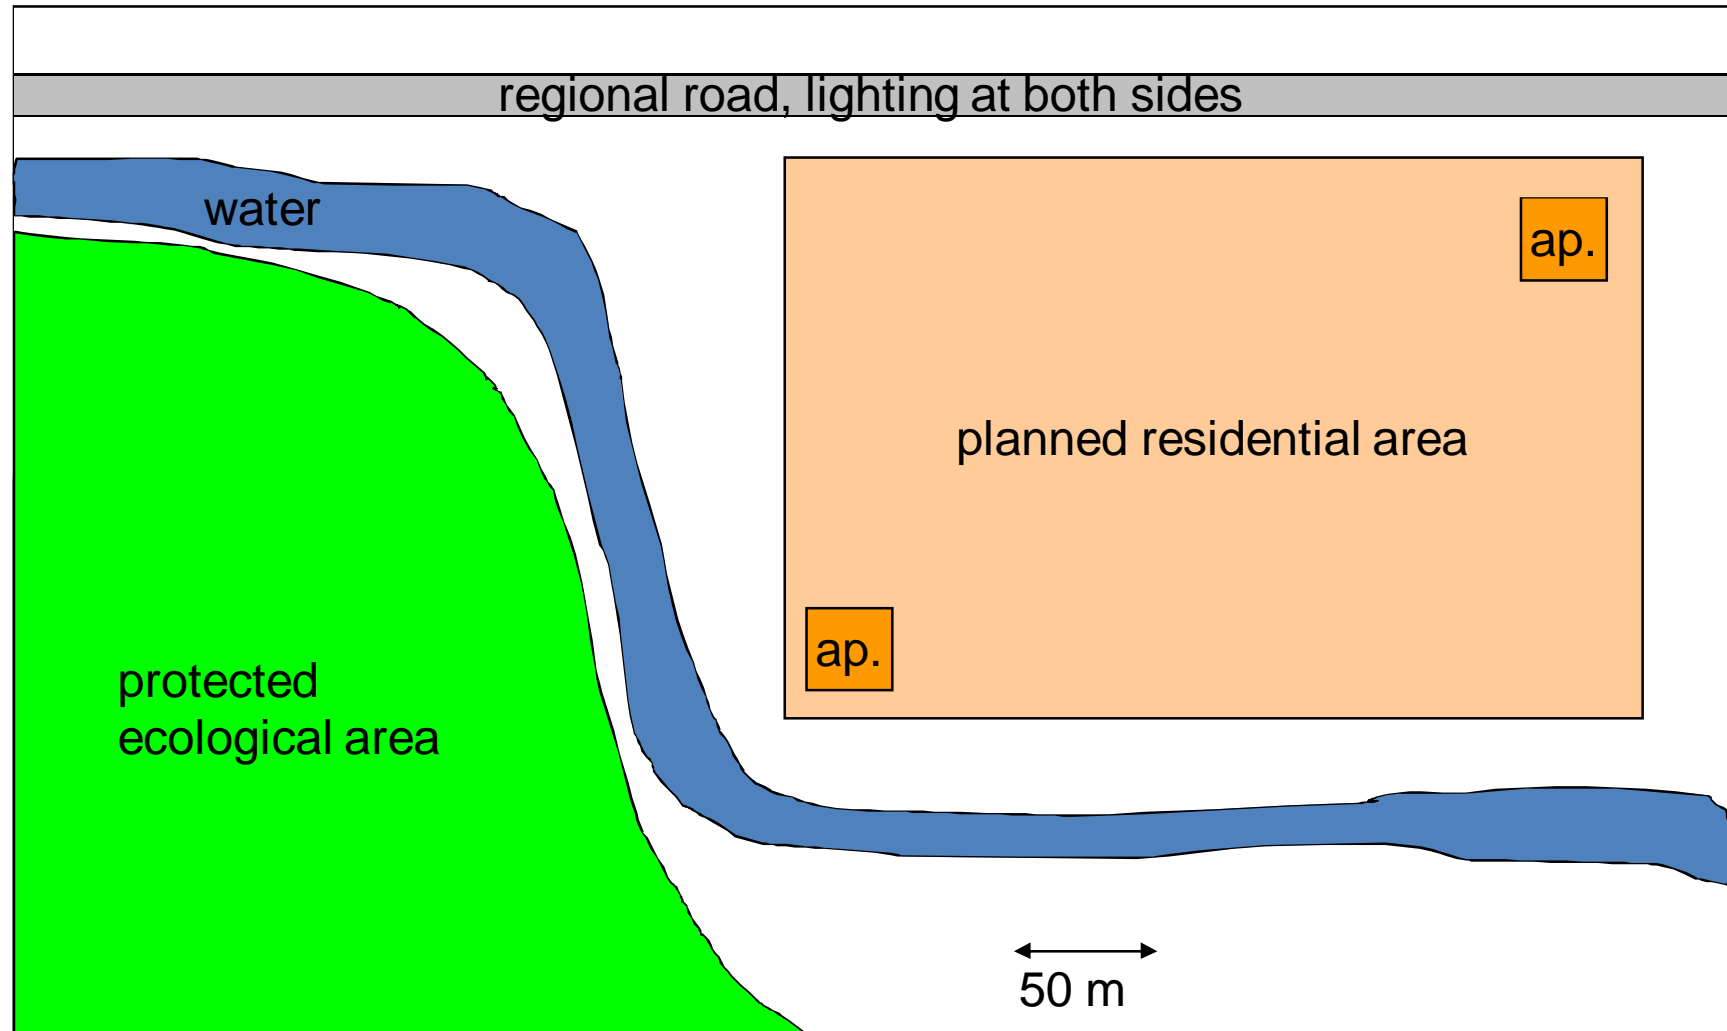 regional road, lighting at both sides
water
ap.
planned residential area
ap.
protected
ecological area
50 m